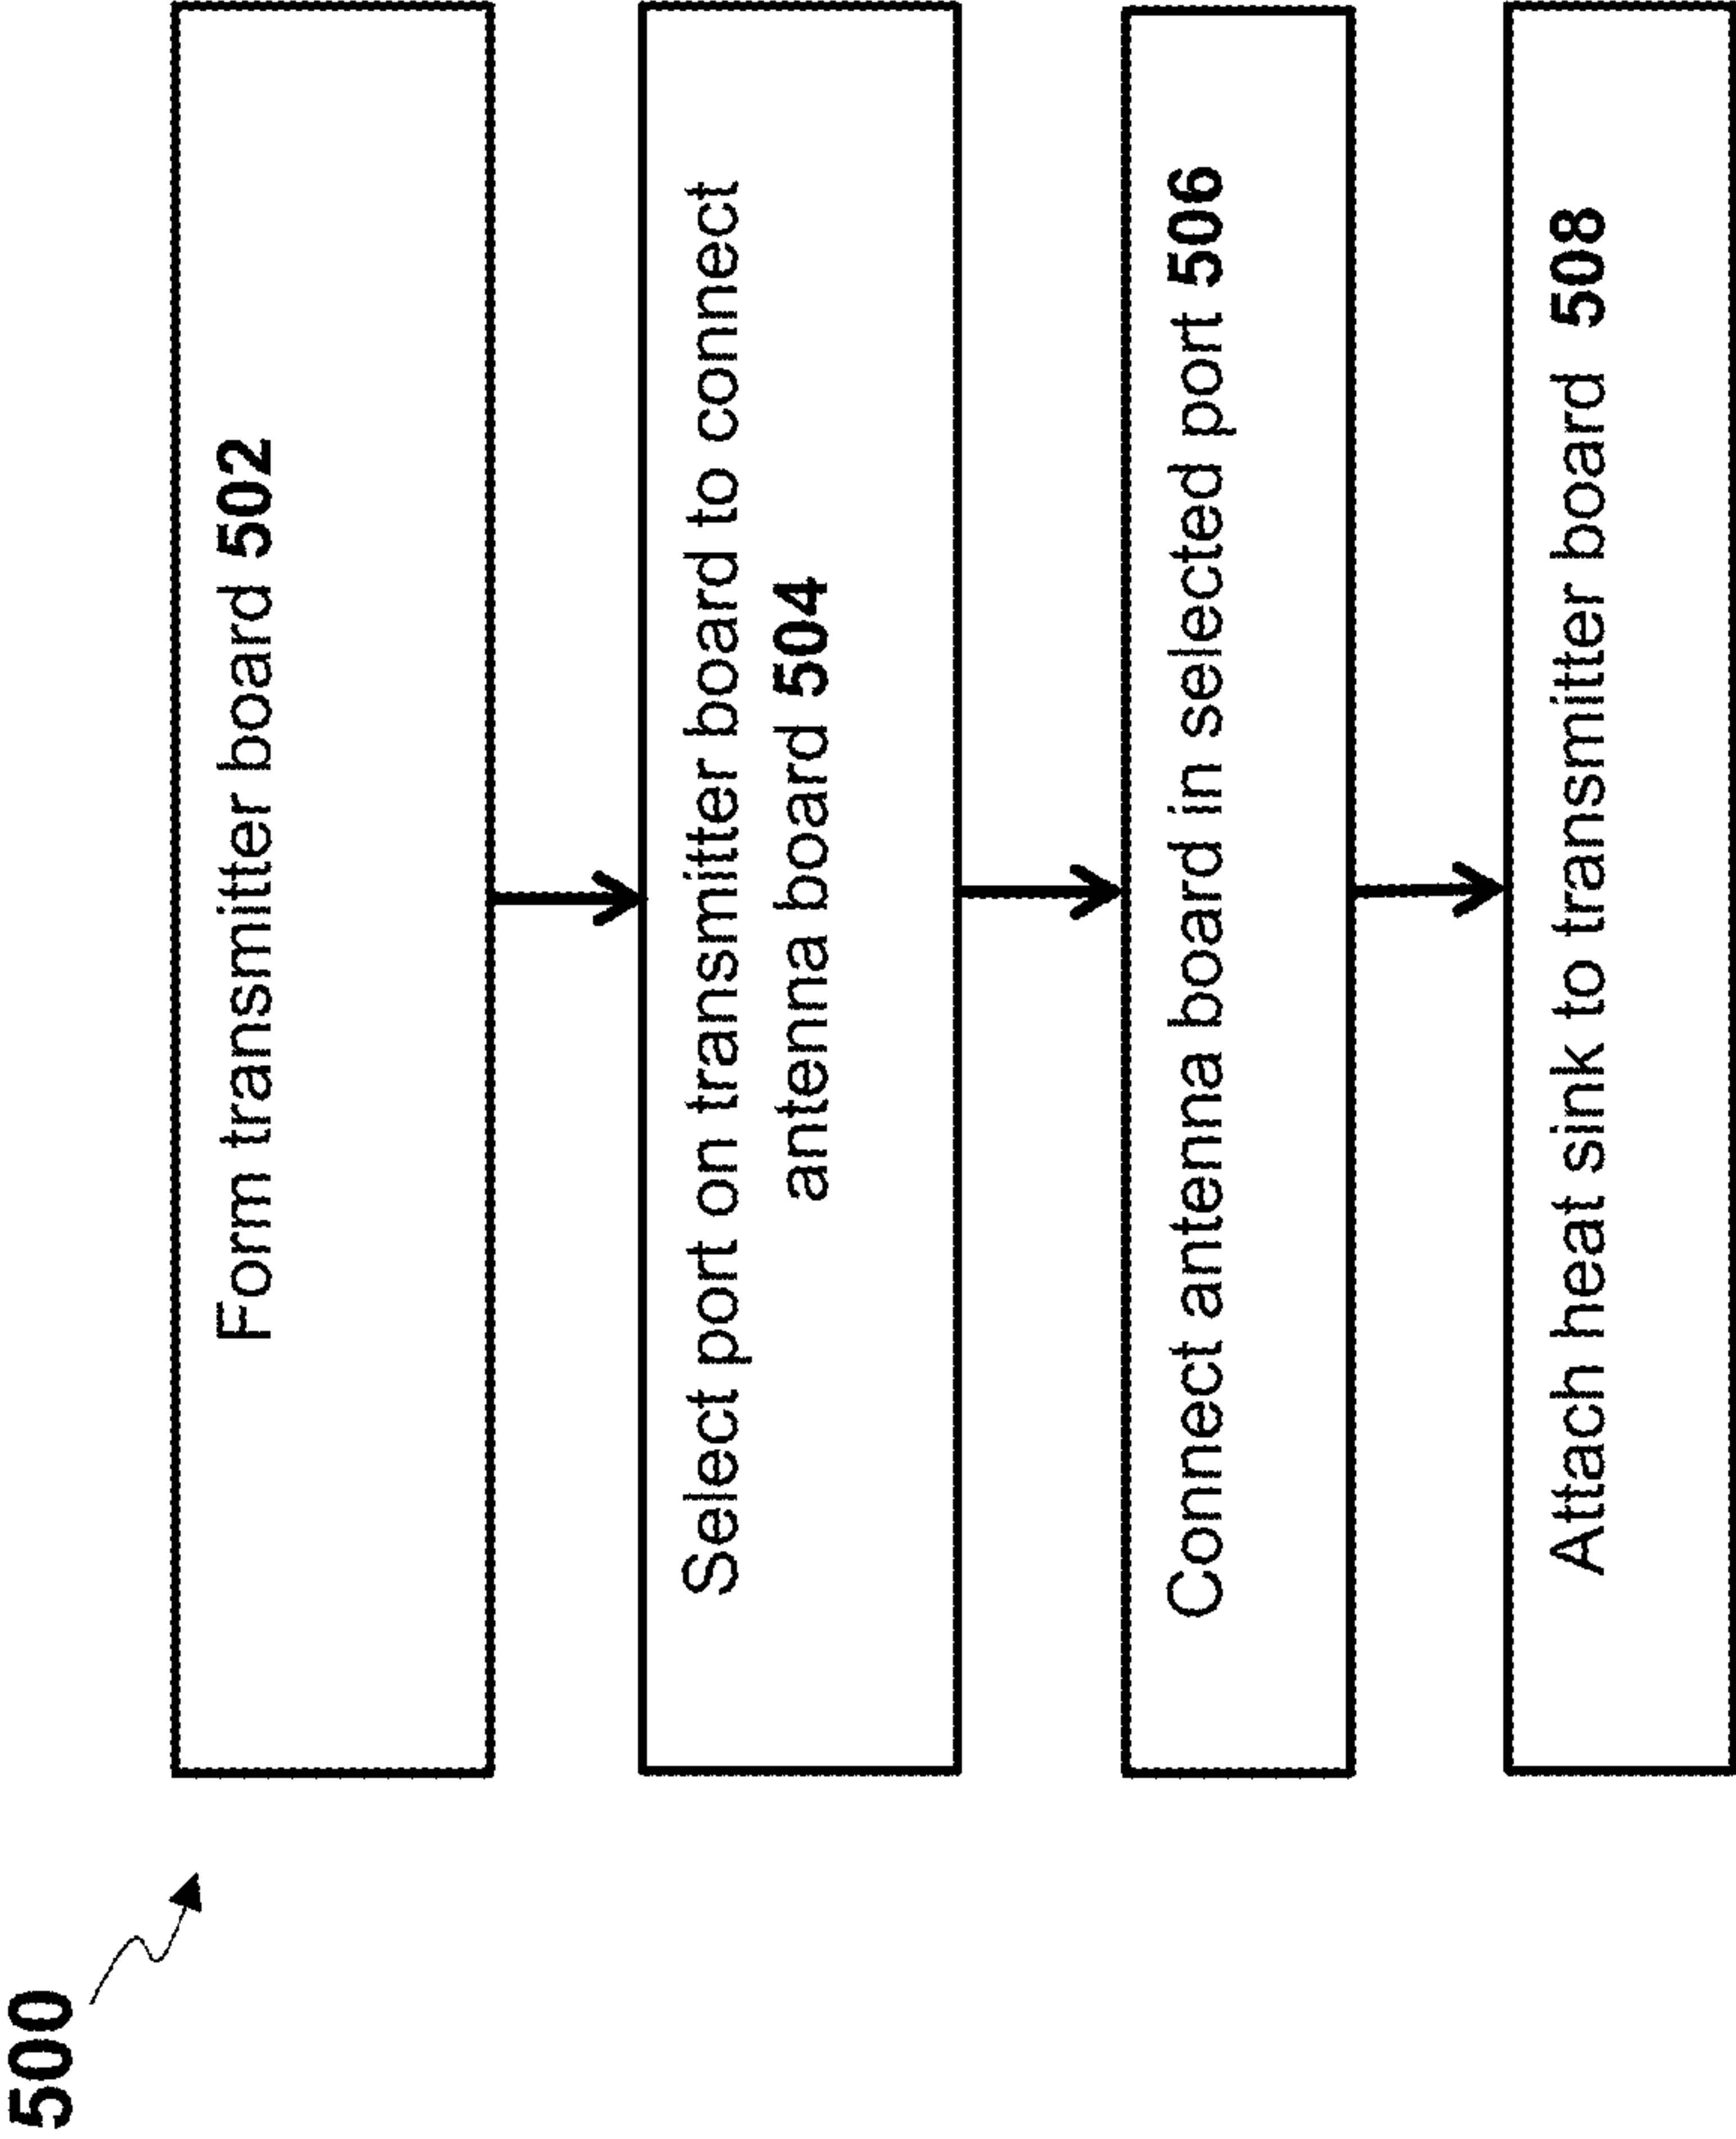 500
Form transmitter board 502
Select port on transmitter board to connect
antenna board 504
Connect antenna board in selected port 506
Attach heat sink to transmitter board 508